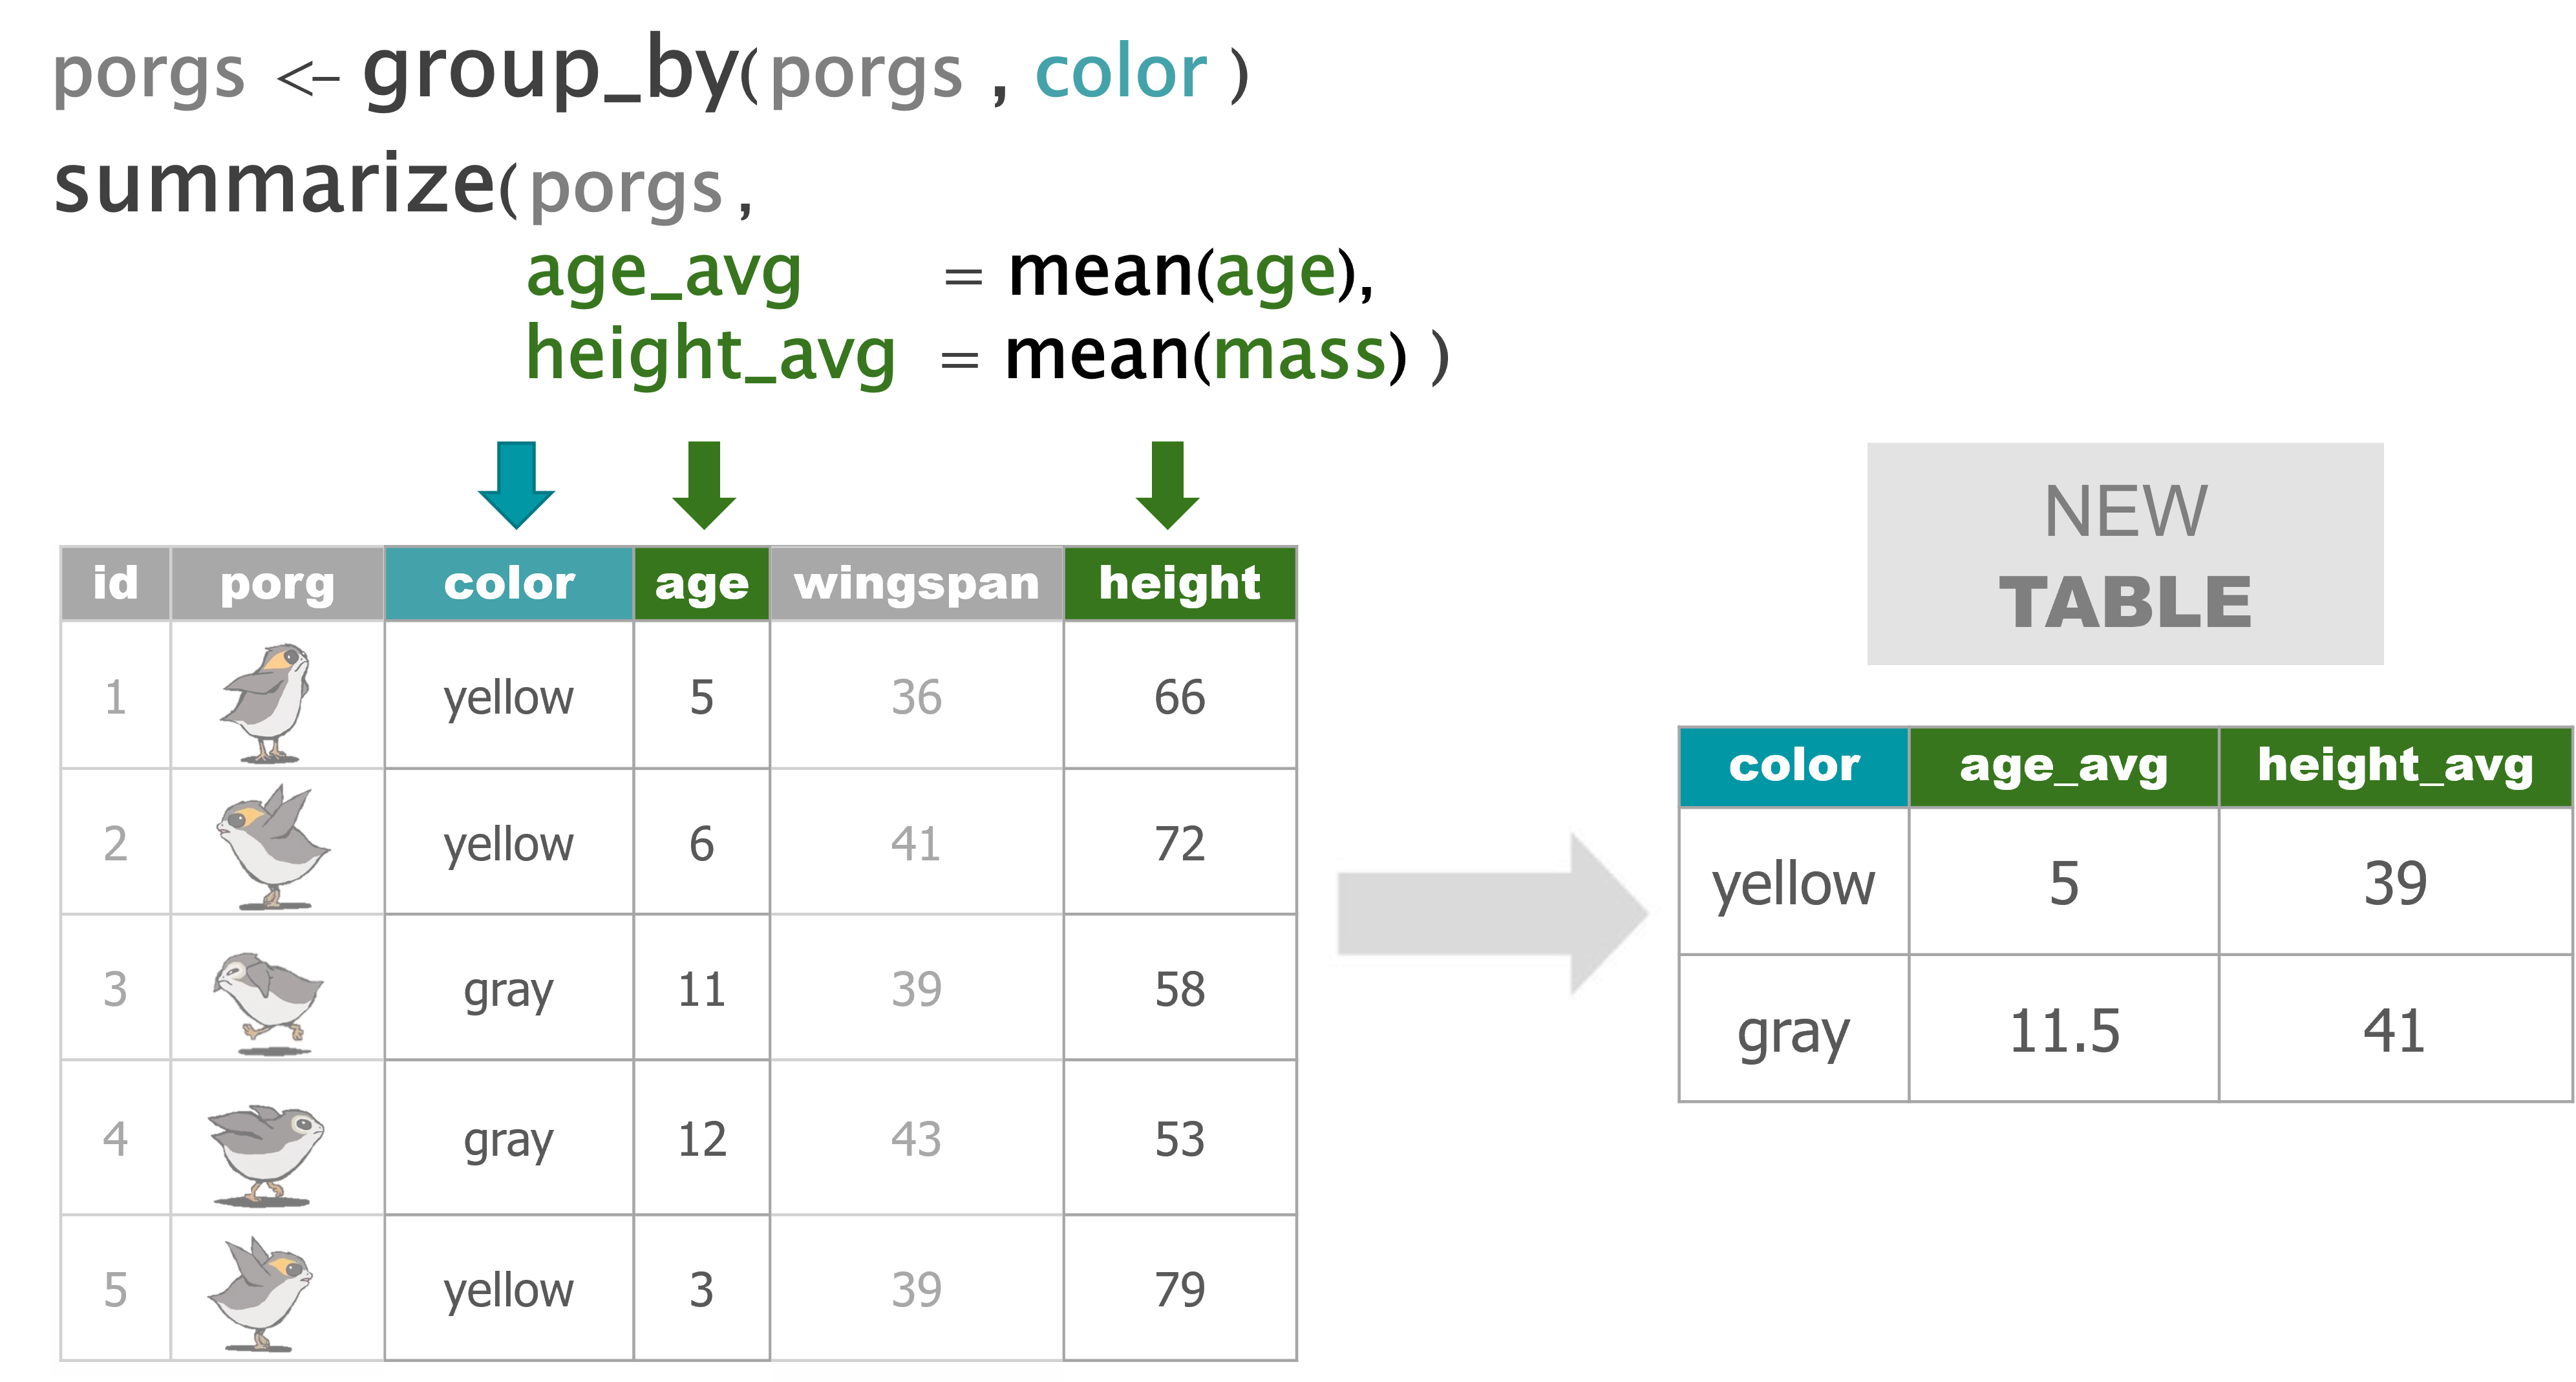 porgs <- group_by(porgs , color )
summarize(porgs,
age_avg = mean(age),
height_avg = mean(mass) )
id porg color age wingspan height
1 yellow 5 36 66
2 yellow 6 41 72
3 gray 11 39 58
4 gray 12 43 53
5 yellow 3 39 79
NEW
TABLE
color age_avg height_avg
yellow 5 39
gray 11.5 41